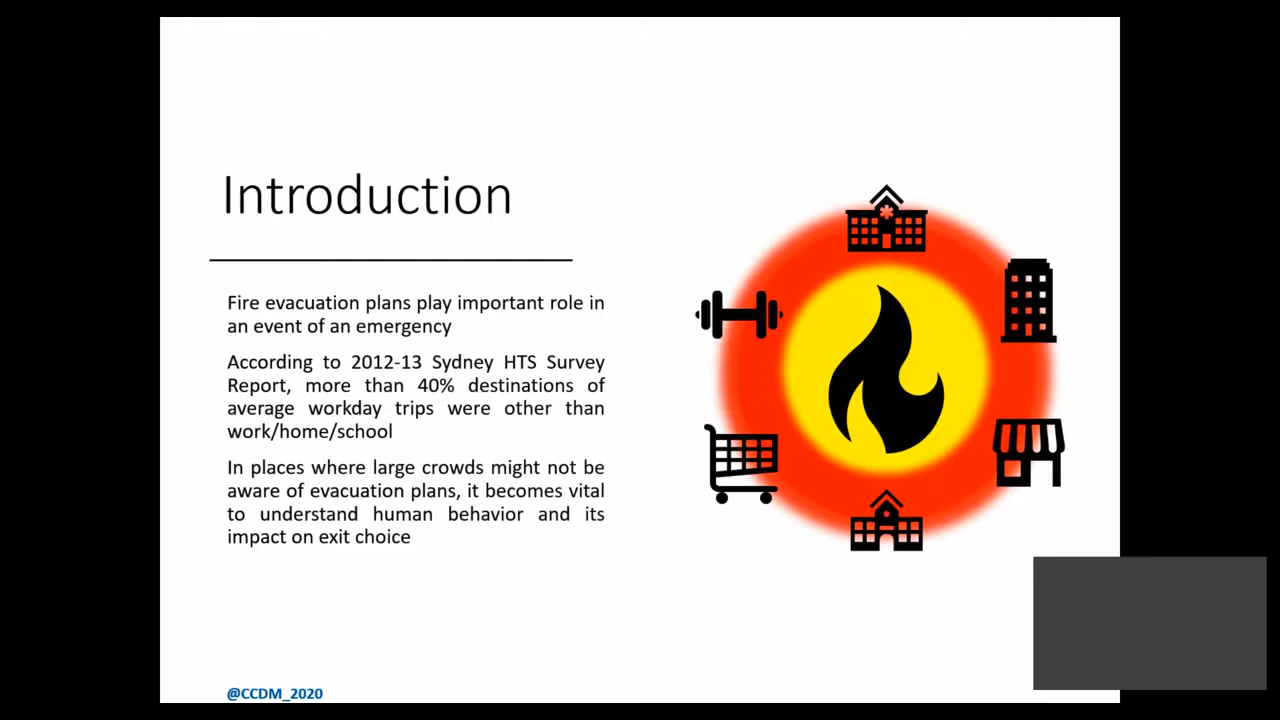 Introduction
Fire evacuation plans play important role in
an event of an emergency
According to 2012-13 Sydney HTS Survey
Report, more than 40% destinations of
average workday trips were other than
work/home/school
In places where large crowds might not be
aware of evacuation plans, it becomes vital
to understand human behavior and its
impact on exit choice
@CCDM_2020